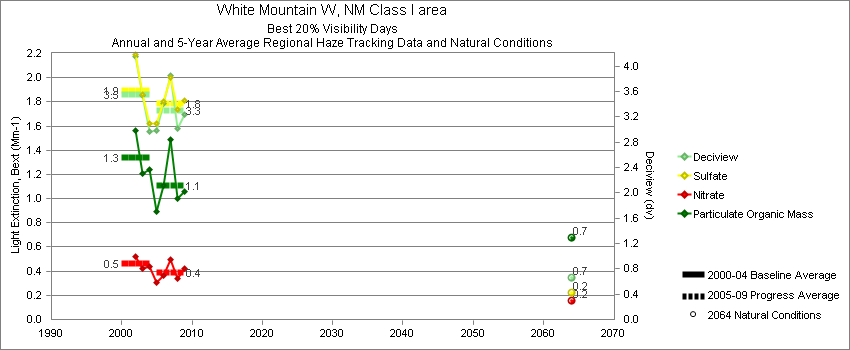 White Mountain W, NM Class I area
Best 20% Visibility Days
Annual and 5-Year Average Regional Haze Tracking Data and Natural Conditions
Light Extinction, Bext (Mm-1)
2.2
2.0
1.8
1.6
1.4
1.2
1.0
0.8
0.6
0.4
0.2
0.0
1.9
3.5
1.8
3.3
1.3
1.1
0.5
0.4
0.7
0.7
0.2
0.2
4.0
3.6
3.2
2.8
2.4
2.0
1.6
1.2
0.8
0.4
0.0
Deciview (dv)
1990 2000 2010 2020 2030 2040 2050 2060 2070
Deciview
Sulfate
Nitrate
Particulate Organic Mass
2000-04 Baseline Average
2005-09 Progress Average
2064 Natural Conditions